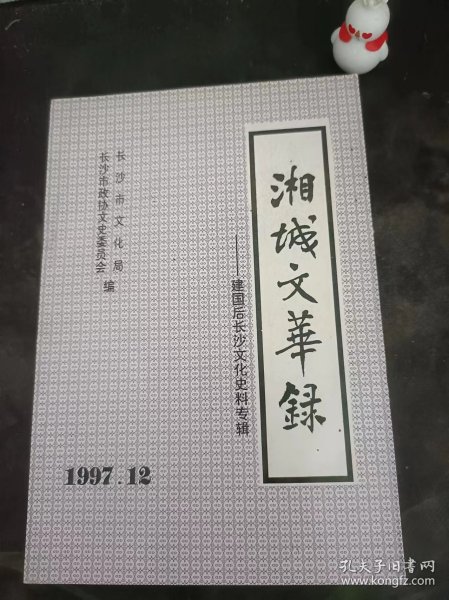 湘城文華録
——建国后长沙文化史料专辑
长沙市文化局
长沙市政协文史委员会
编
1997.12
孔夫子旧书网
www.kongfz.com